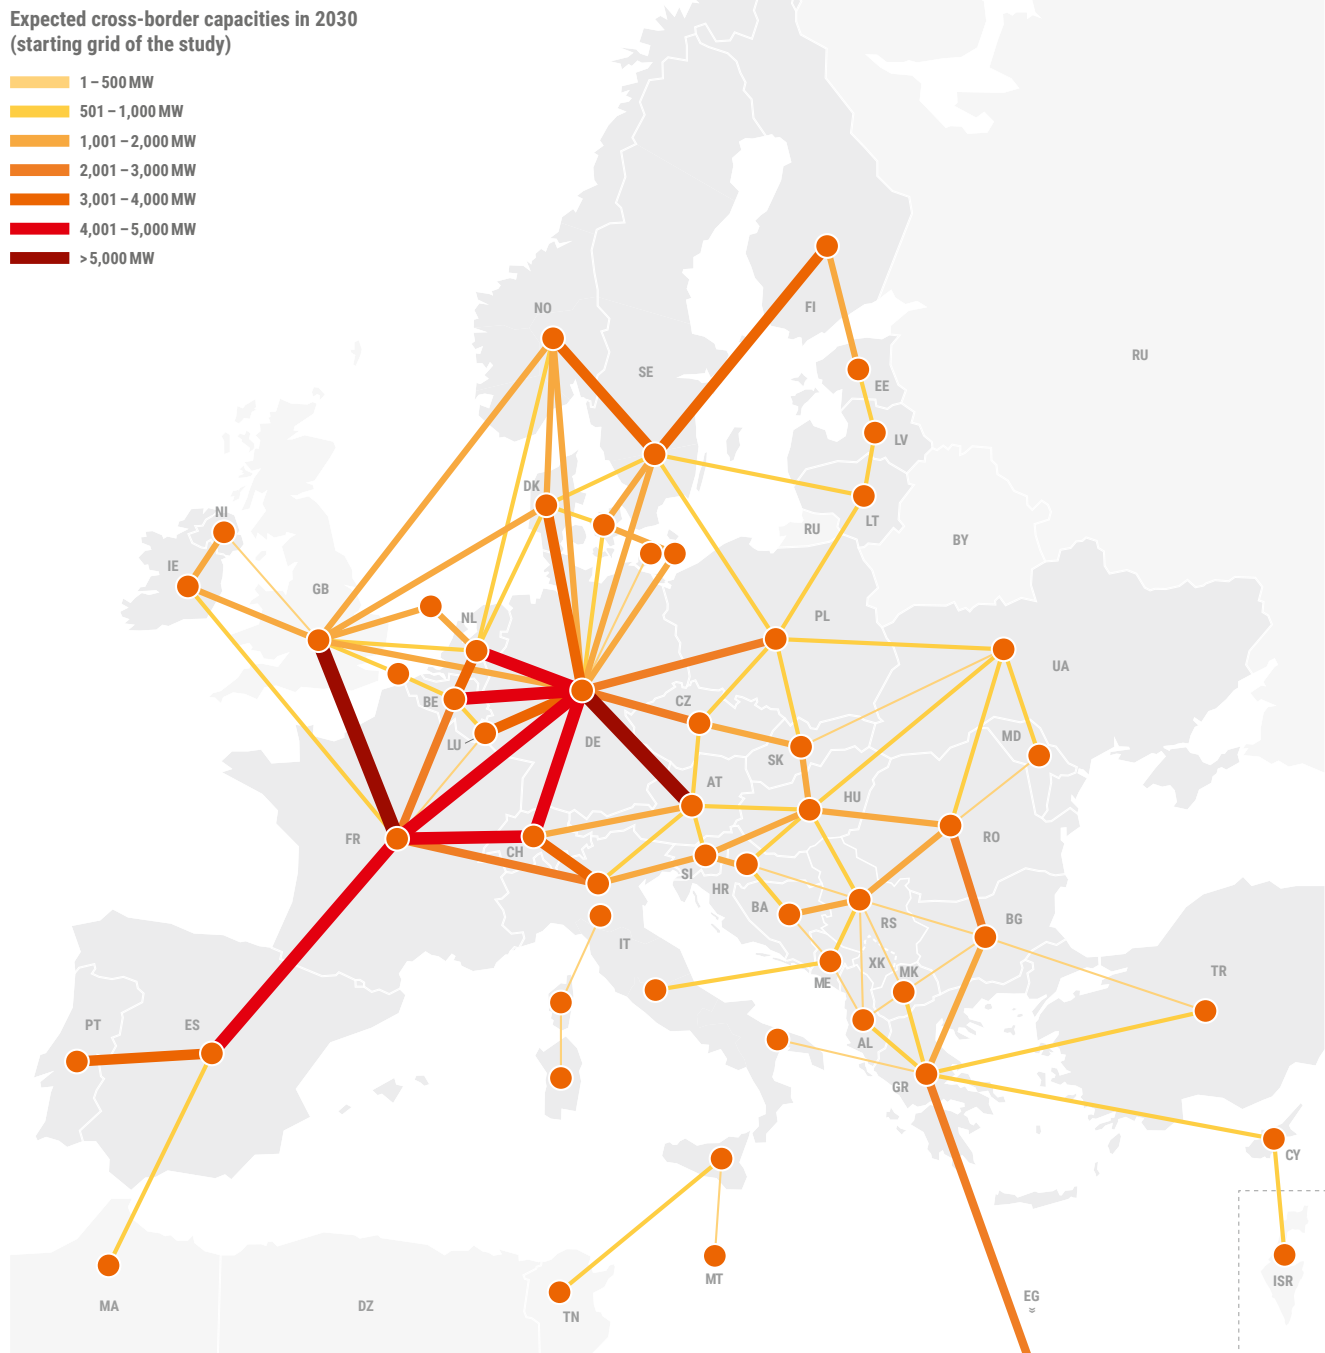 Expected cross-border capacities in 2030
(starting grid of the study)
1 – 500 MW
501 – 1,000 MW
1,001 – 2,000 MW
2,001 – 3,000 MW
3,001 – 4,000 MW
4,001 – 5,000 MW
> 5,000 MW
NO
FI
RU
SE
EE
LV
DK
NI
LT
RU
BY
IE
GB
NL
PL
UA
BE
CZ
LU
DE
MD
SK
AT
HU
FR
CH
RO
SI
HR
BA
RS
BG
IT
XK
MK
TR
ME
PT
ES
AL
GR
CY
MT
ISR
EG
MA
DZ
TN